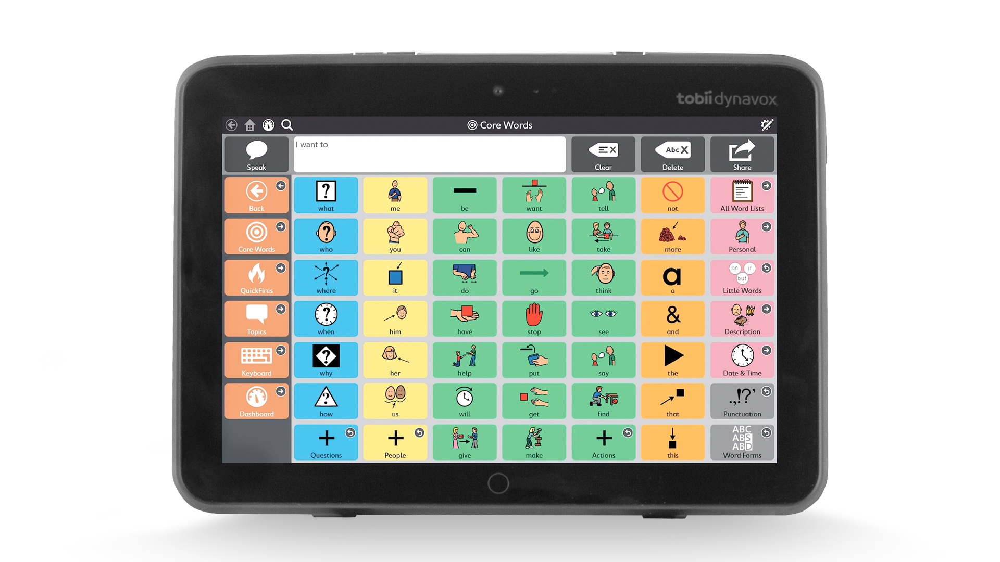 tobii dynavox
Core Words
Speak
I want to
Clear
Abc X
Delete
Share
Back
what
me
be
want
tell
not
All Word Lists
Core Words
who
you
can
like
take
more
Personal
QuickFires
where
it
do
go
think
a
a
on
if
but
Little Words
Topics
when
him
have
stop
see
&
and
Description
Keyboard
why
her
help
put
say
the
Date & Time
Dashboard
how
us
will
get
find
that
.,!?’
Punctuation
Questions
People
give
make
Actions
this
ABC
ABS
ABD
Word Forms